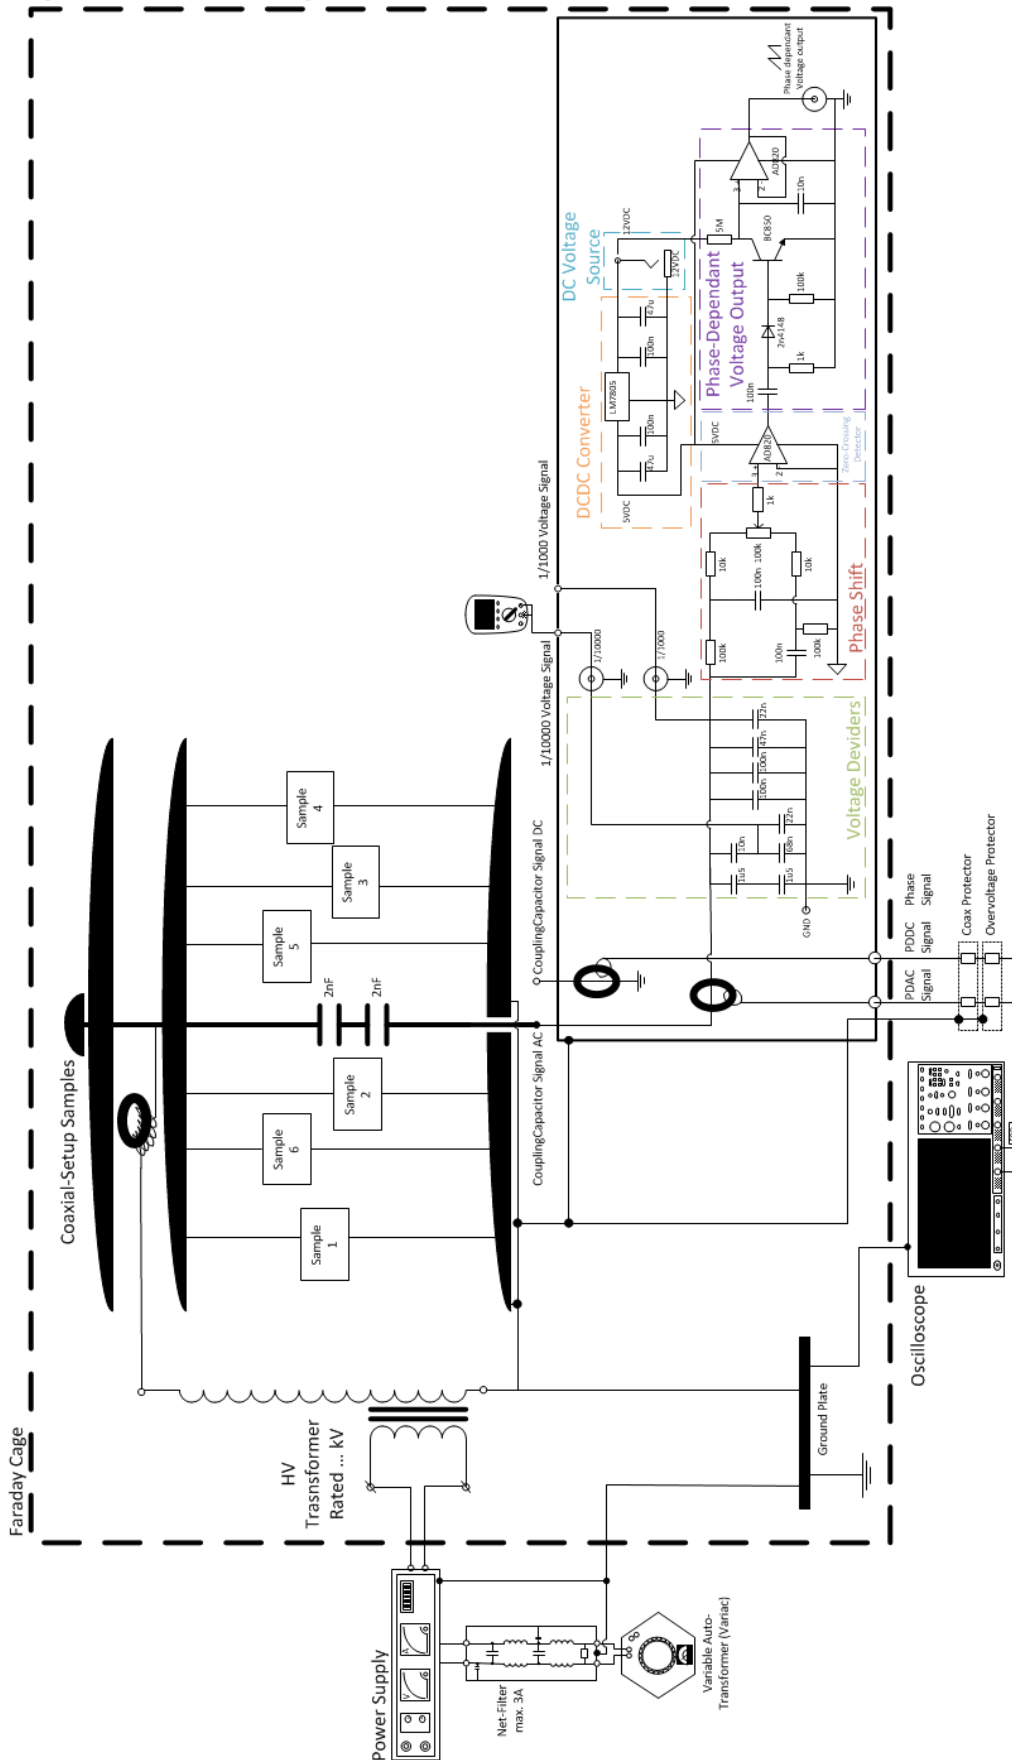 Faraday Cage
Coaxial-Setup Samples
Sample
4
Sample
3
Sample
5
2nF
2nF
Sample
2
Sample
6
Sample
1
HV
Trasnsformer
Rated ... kV
Power Supply
V
A
Net-Filter
max. 3A
Variable Auto-
Transformer (Variac)
Ground Plate
Oscilloscope
CouplingCapacitor Signal DC
CouplingCapacitor Signal AC
1/10000 Voltage Signal
1/1000 Voltage Signal
1/10000
1/1000
Voltage Deviders
1u5
1u5
10n
68n
22n
100n
100n
47n
22n
GND
Phase Shift
100k
100n
100k
10k
100n
100k
10k
1k
Zero-Crossing
Detector
AD820
3 +
2 -
5VDC
DCDC Converter
5VDC
47u
100n
LM7805
100n
47u
DC Voltage
Source
12VDC
12VDC
Phase-Dependant
Voltage Output
100n
1k
2n4148
100k
BC850
5M
10n
3 +
2 -
AD820
Phase dependant
Voltage output
PDAC
Signal
PDDC
Signal
Phase
Signal
Coax Protector
Overvoltage Protector